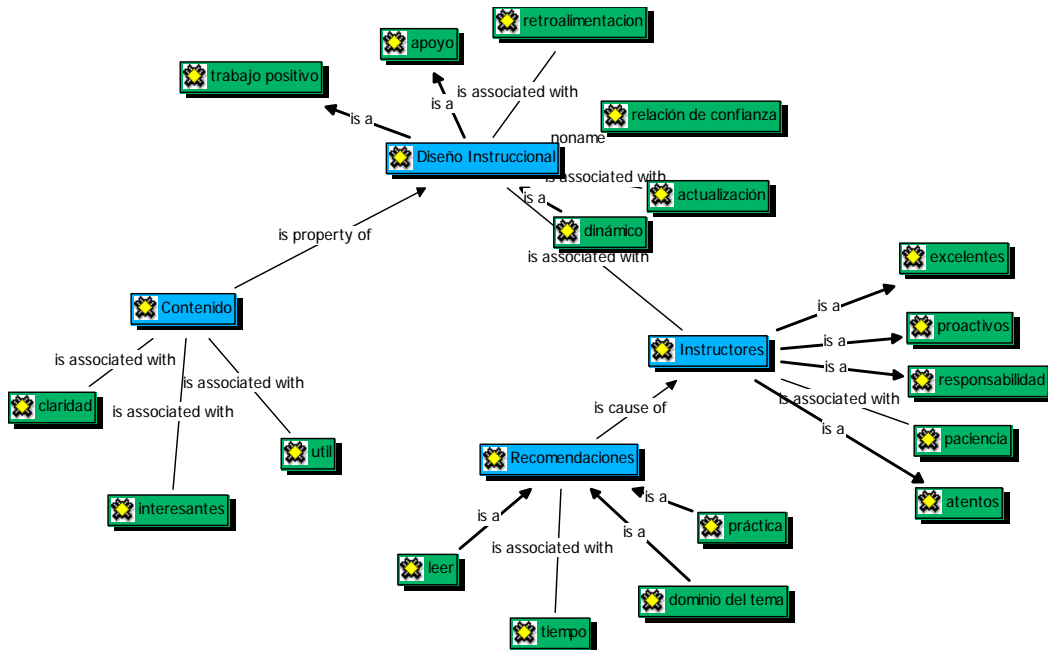 retroalimentacion
apoyo
trabajo positivo
is associated with
is a
relación de confianza
is a
noname
Diseño Instruccional
is associated with
actualización
is a
dinámico
is property of
is associated with
excelentes
Contenido
is a
proactivos
Instructores
is a
is associated with
is a
responsabilidad
is associated with
is associated with
claridad
is associated with
is cause of
is a
paciencia
util
Recomendaciones
interesantes
is a
atentos
is a
práctica
is a
is associated with
leer
dominio del tema
tiempo